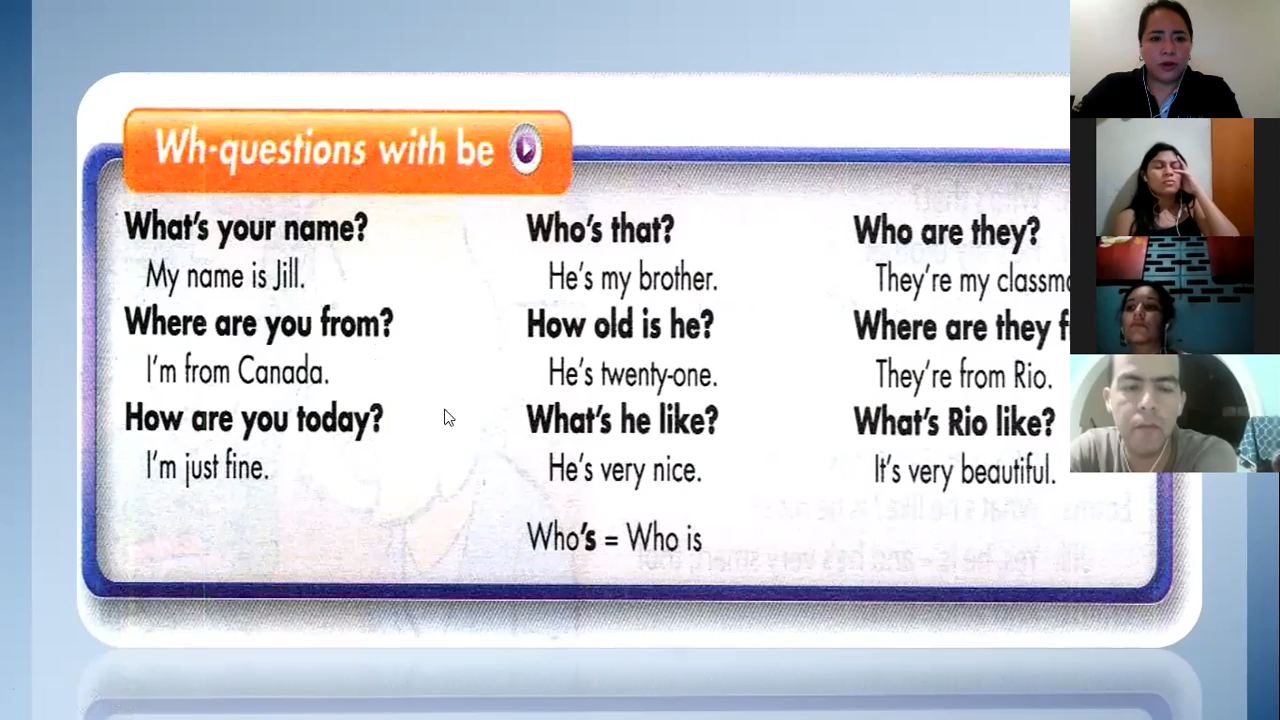 Wh-questions with be
What's your name?
My name is Jill.
Where are you from?
I'm from Canada.
How are you today?
I'm just fine.
Who's that?
He's my brother.
How old is he?
He's twenty-one.
What's he like?
He's very nice.
Who's = Who is
Who are they?
They're my
Where are they
They're from Rio.
What's Rio like?
It's very beautiful.